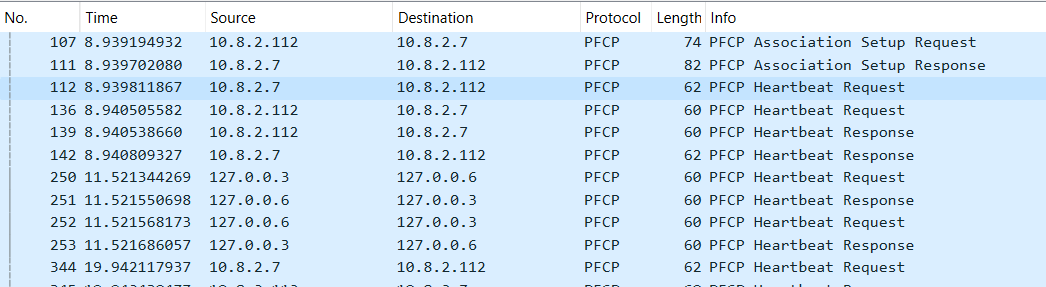 No. Time Source Destination Protocol Length Info
107 8.939194932 10.8.2.112 10.8.2.7 PFCP 74 PFCP Association Setup Request
111 8.939702080 10.8.2.7 10.8.2.112 PFCP 82 PFCP Association Setup Response
112 8.939811867 10.8.2.7 10.8.2.112 PFCP 62 PFCP Heartbeat Request
136 8.940505582 10.8.2.112 10.8.2.7 PFCP 60 PFCP Heartbeat Request
139 8.940538660 10.8.2.112 10.8.2.7 PFCP 60 PFCP Heartbeat Response
142 8.940809327 10.8.2.7 10.8.2.112 PFCP 62 PFCP Heartbeat Response
250 11.521344269 127.0.0.3 127.0.0.6 PFCP 60 PFCP Heartbeat Request
251 11.521550698 127.0.0.6 127.0.0.3 PFCP 60 PFCP Heartbeat Response
252 11.521568173 127.0.0.6 127.0.0.3 PFCP 60 PFCP Heartbeat Request
253 11.521686057 127.0.0.3 127.0.0.6 PFCP 60 PFCP Heartbeat Response
344 19.942117937 10.8.2.7 10.8.2.112 PFCP 62 PFCP Heartbeat Request